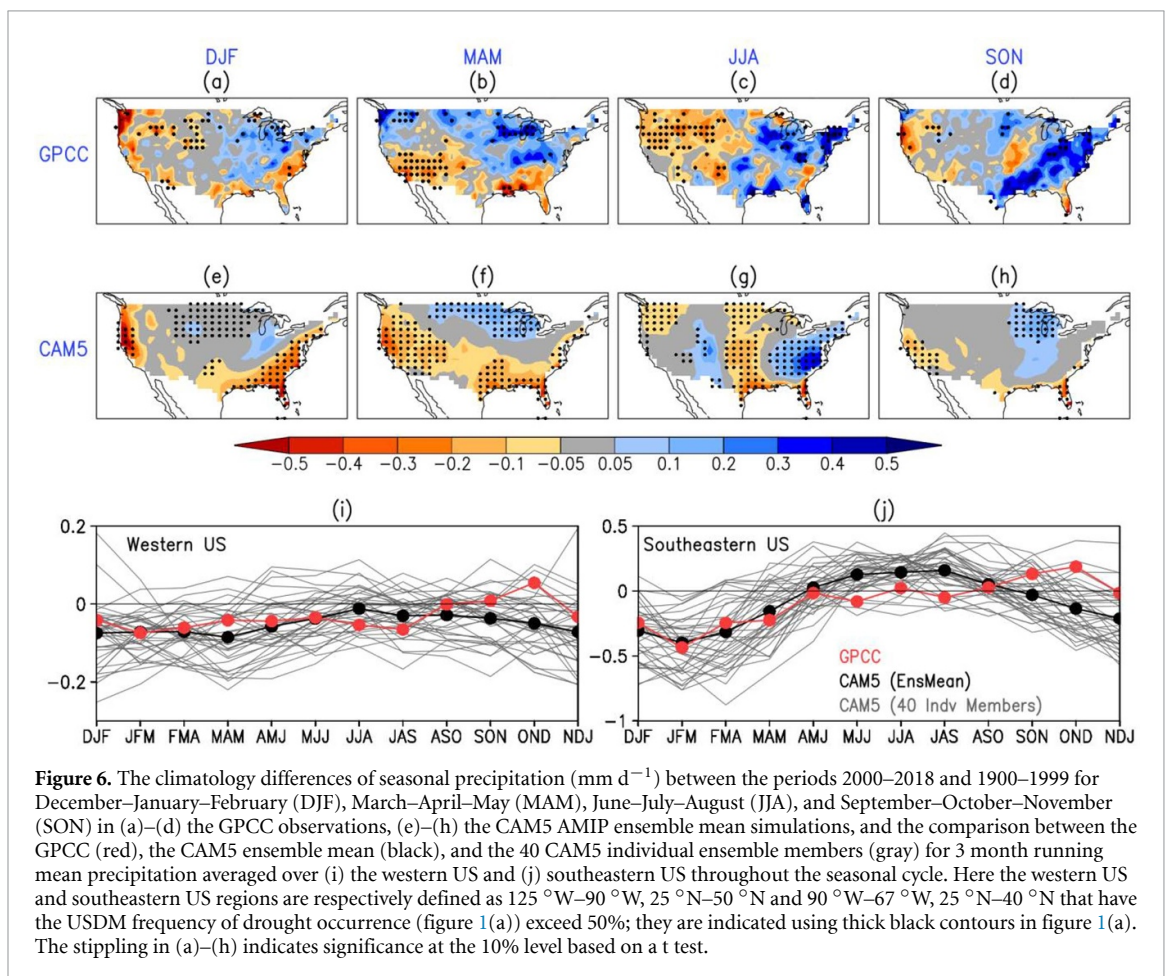 DJF MAM JJA SON
(a) (b) (c) (d)
GPCC
(e) (f) (g) (h)
CAM5
−0.5 −0.4 −0.3 −0.2 −0.1 −0.05 0.05 0.1 0.2 0.3 0.4 0.5
(i)
0.2
Western US
0
−0.2
DJF JFM FMA MAM AMJ MJJ JJA JAS ASO SON OND NDJ
(j)
0.5
Southeastern US
0
−0.5
GPCC
CAM5 (EnsMean)
CAM5 (40 Indv Members)
−1
DJF JFM FMA MAM AMJ MJJ JJA JAS ASO SON OND NDJ
Figure 6. The climatology differences of seasonal precipitation (mm d−1) between the periods 2000–2018 and 1900–1999 for
December–January–February (DJF), March–April–May (MAM), June–July–August (JJA), and September–October–November
(SON) in (a)–(d) the GPCC observations, (e)–(h) the CAM5 AMIP ensemble mean simulations, and the comparison between the
GPCC (red), the CAM5 ensemble mean (black), and the 40 CAM5 individual ensemble members (gray) for 3 month running
mean precipitation averaged over (i) the western US and (j) southeastern US throughout the seasonal cycle. Here the western US
and southeastern US regions are respectively defined as 125 °W–90 °W, 25 °N–50 °N and 90 °W–67 °W, 25 °N–40 °N that have
the USDM frequency of drought occurrence (figure 1(a)) exceed 50%; they are indicated using thick black contours in figure 1(a).
The stippling in (a)–(h) indicates significance at the 10% level based on a t test.